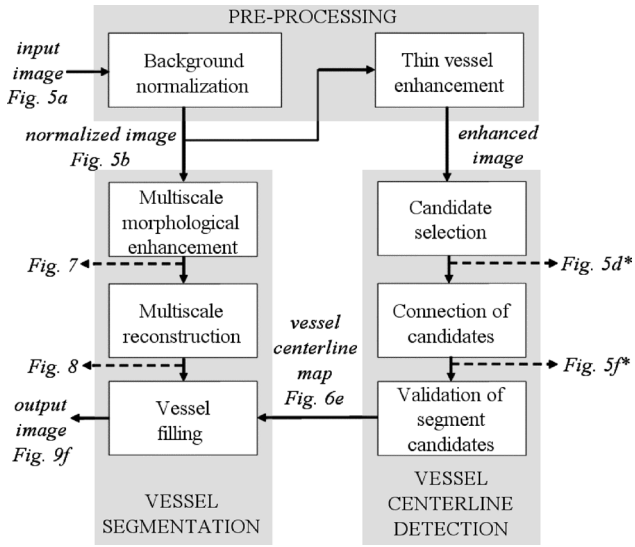 PRE-PROCESSING
input
image
Fig. 5a
Background
normalization
Thin vessel
enhancement
normalized image
Fig. 5b
enhanced
image
Multiscale
morphological
enhancement
Candidate
selection
Fig. 7
Fig. 5d*
Multiscale
reconstruction
vessel
centerline
map
Fig. 6e
Connection of
candidates
Fig. 8
Fig. 5f*
output
image
Fig. 9f
Vessel
filling
Validation of
segment
candidates
VESSEL
SEGMENTATION
VESSEL
CENTERLINE
DETECTION